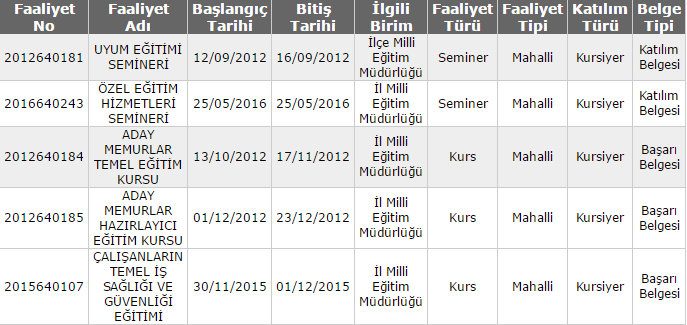 Faaliyet No Faaliyet Adı Başlangıç Tarihi Bitiş Tarihi İlgili Birim Faaliyet Türü Faaliyet Tipi Katılım Türü Belge Tipi
2012640181 UYUM EĞİTİMİ SEMİNERİ 12/09/2012 16/09/2012 İlçe Milli Eğitim Müdürlüğü Seminer Mahalli Kursiyer Katılım Belgesi
2016640243 ÖZEL EĞİTİM HİZMETLERİ SEMİNERİ 25/05/2016 25/05/2016 İl Milli Eğitim Müdürlüğü Seminer Mahalli Kursiyer Katılım Belgesi
2012640184 ADAY MEMURLAR TEMEL EĞİTİM KURSU 13/10/2012 17/11/2012 İl Milli Eğitim Müdürlüğü Kurs Mahalli Kursiyer Başarı Belgesi
2012640185 ADAY MEMURLAR HAZIRLAYICI EĞİTİM KURSU 01/12/2012 23/12/2012 İl Milli Eğitim Müdürlüğü Kurs Mahalli Kursiyer Başarı Belgesi
2015640107 ÇALIŞANLARIN TEMEL İŞ SAĞLIĞI VE GÜVENLİĞİ EĞİTİMİ 30/11/2015 01/12/2015 İl Milli Eğitim Müdürlüğü Kurs Mahalli Kursiyer Başarı Belgesi